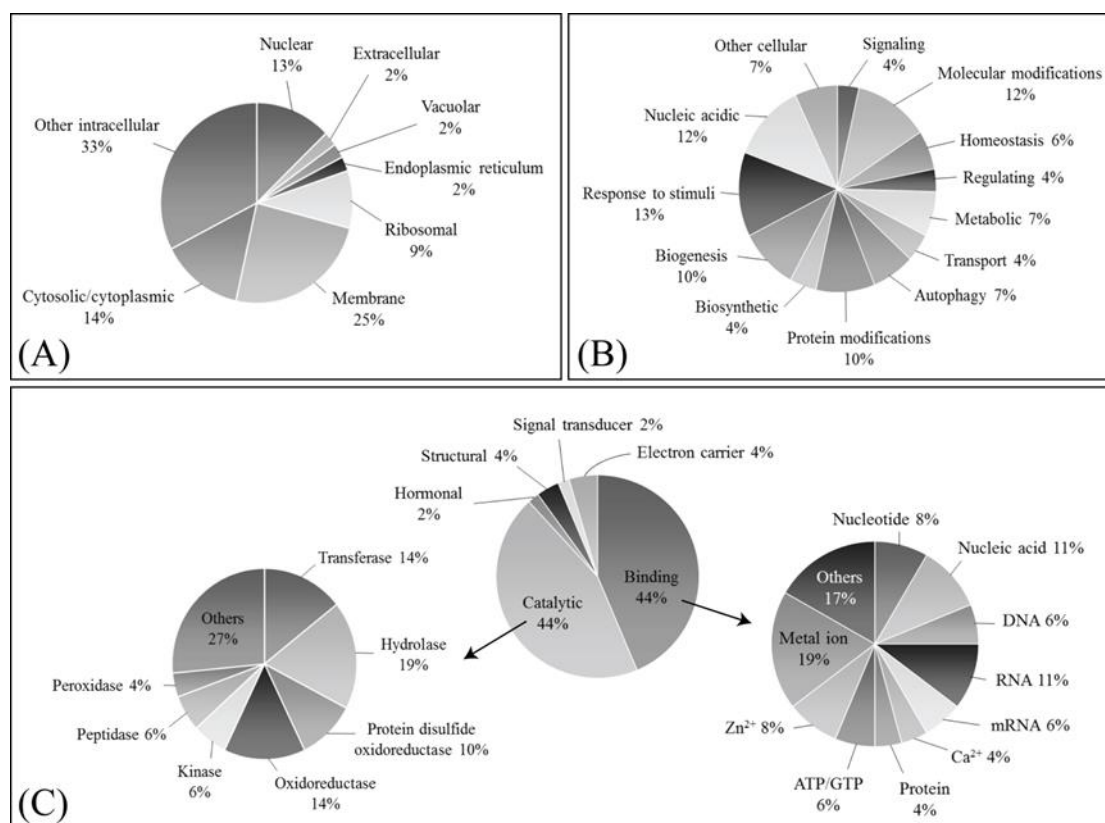 Nuclear
13%
Extracellular
2%
Vacuolar
2%
Endoplasmic reticulum
2%
Ribosomal
9%
Membrane
25%
Cytosolic/cytoplasmic
14%
Other intracellular
33%
(A)
Signaling
4%
Molecular modifications
12%
Homeostasis 6%
Regulating 4%
Metabolic 7%
Transport 4%
Autophagy 7%
Protein modifications
10%
Biosynthetic
4%
Biogenesis
10%
Response to stimuli
13%
Nucleic acidic
12%
Other cellular
7%
(B)
Signal transducer 2%
Structural 4%
Electron carrier 4%
Hormonal
2%
Binding
44%
Catalytic
44%
Transferase 14%
Hydrolase
19%
Protein disulfide
oxidoreductase 10%
Oxidoreductase
14%
Kinase
6%
Peptidase 6%
Peroxidase 4%
Others
27%
Nucleotide 8%
Nucleic acid 11%
DNA 6%
RNA 11%
mRNA 6%
Ca²⁺ 4%
Protein
4%
ATP/GTP
6%
Zn²⁺ 8%
Metal ion
19%
Others
17%
(C)